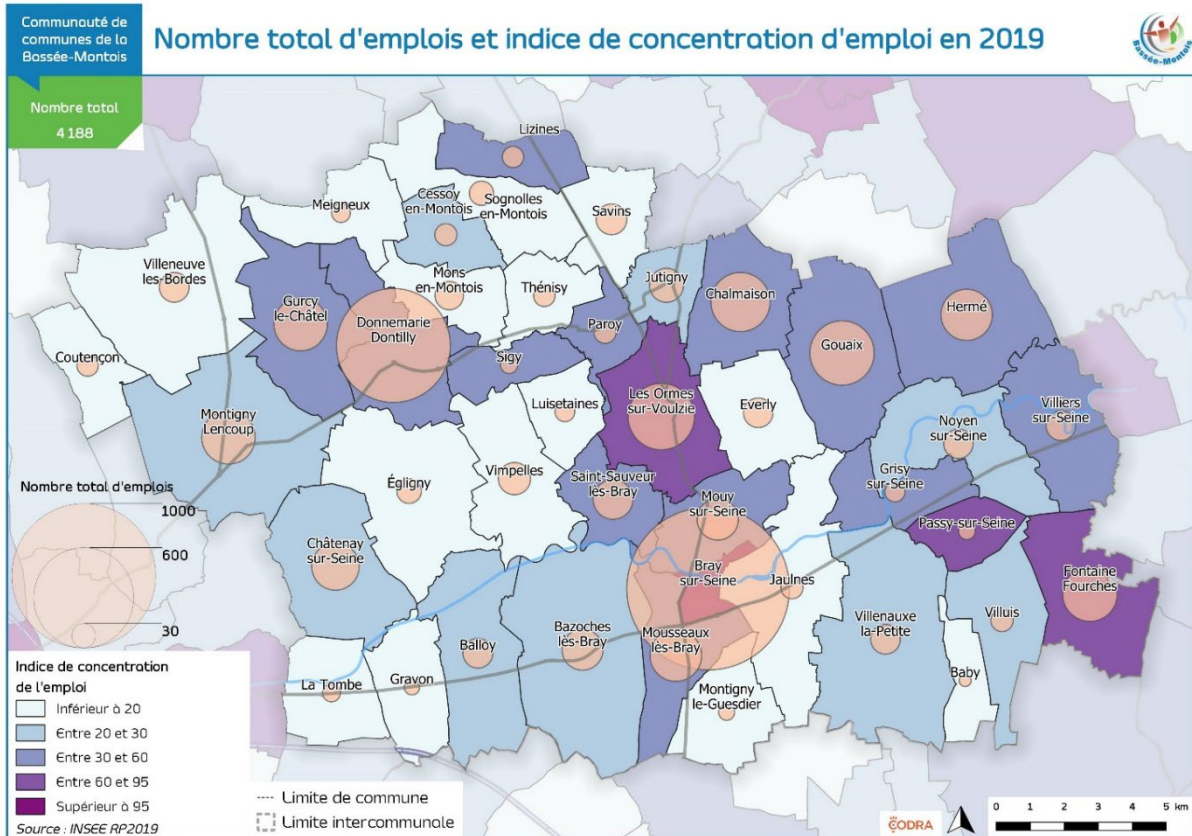 Communauté de
communes de la
Bassée-Montois
Nombre total d'emplois et indice de concentration d'emploi en 2019
Bassée-Montois
Nombre total
4 188
Lizines
Meigneux
Cessoy
en-Montois
Sognolles
en-Montois
Savins
Villeneuve
les-Bordes
Mons
en-Montois
Thénisy
Jutigny
Gurcy
le-Châtel
Donnemarie
Dontilly
Paroy
Chalmaison
Hermé
Gouaix
Coutençon
Sigy
Montigny
Lencoup
Luisetaines
Les Ormes
sur-Voulzie
Everly
Noyen
sur-Seine
Villiers
sur-Seine
Vimpelles
Égligny
Saint-Sauveur
lès-Bray
Grisy
sur-Seine
Mouy
sur-Seine
Passy-sur-Seine
Châtenay
sur-Seine
Bray
sur-Seine
Jaulnes
Fontaine
Fourches
Villenauxe
la-Petite
Villuis
Balloy
Bazoches
lès-Bray
Mousseaux
lès-Bray
La Tombe
Gravon
Montigny
le-Guesdier
Baby
Nombre total d'emplois
1000
600
30
Indice de concentration
de l'emploi
Inférieur à 20
Entre 20 et 30
Entre 30 et 60
Entre 60 et 95
Supérieur à 95
Source : INSEE RP2019
Limite de commune
Limite intercommunale
CODRA
0 1 2 3 4 5 km